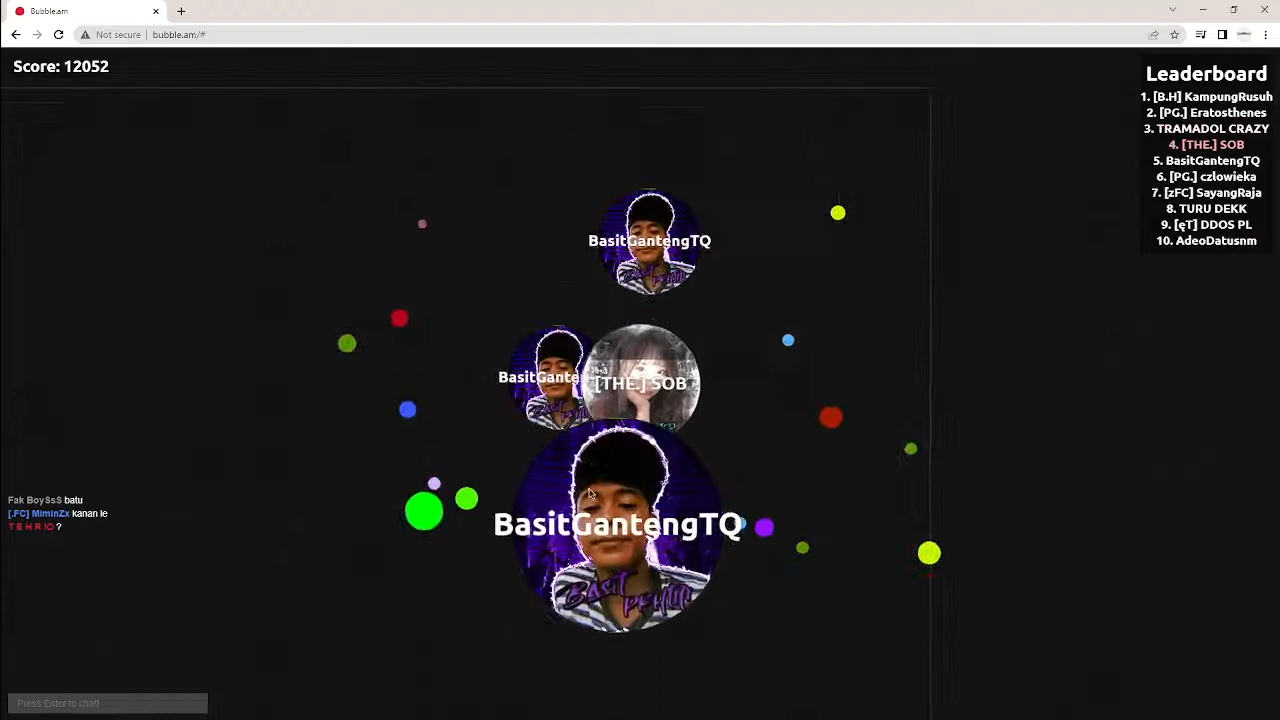 Bubble.am
Not secure
bubble.am/#
Score: 12052
Leaderboard
1. [B.H] KampungRusuh
2. [PG.] Eratosthenes
3. TRAMADOL CRAZY
4. [THE.] SOB
5. BasitGantengTQ
6. [PG.] czlowieka
7. [zFC] SayangRaja
8. TURU DEKK
9. [ęT] DDOS PL
10. AdeoDatusnm
BasitGantengTQ
BasitGante
[THE.] SOB
BasitGantengTQ
BASIT
Fak BoySsS batu
[.FC] MiminZx kanan le
T E H R I O ?
Press Enter to chat!